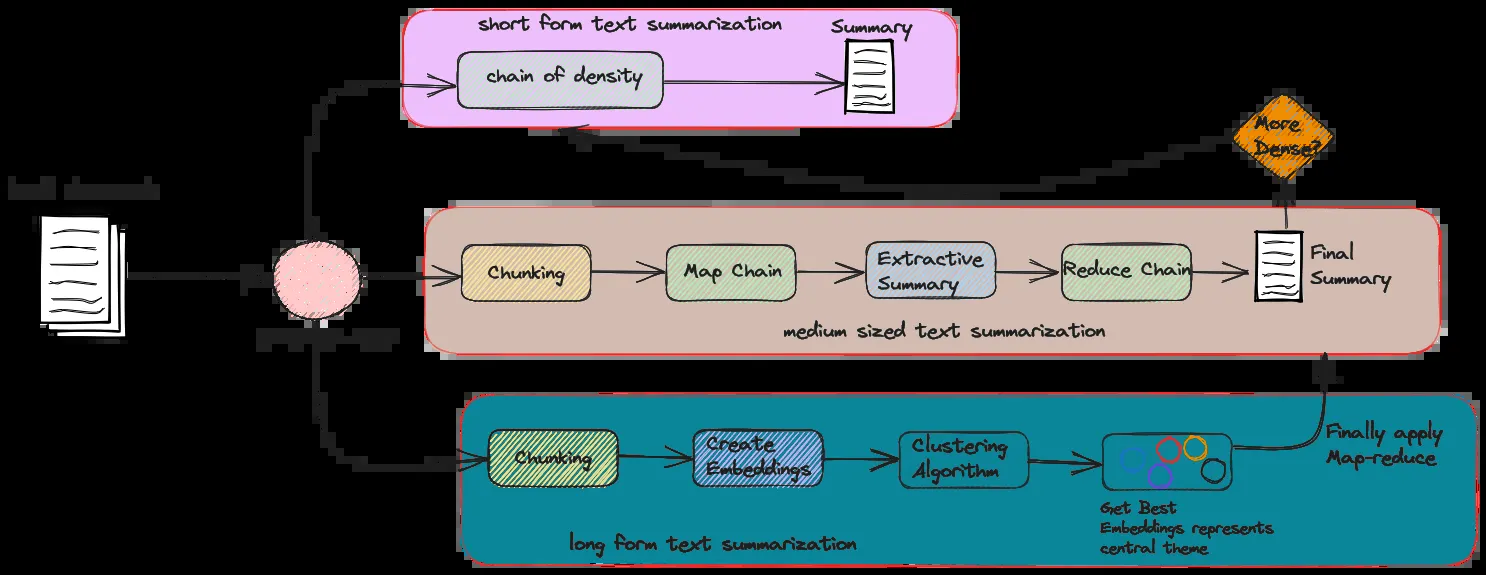 short form text summarization
Summary
chain of density
More
Dense?
Chunking
Map Chain
Extractive
Summary
Reduce Chain
Final
Summary
medium sized text summarization
Chunking
Create
Embeddings
Clustering
Algorithm
Finally apply
Map-reduce
Get Best
Embeddings represents
central theme
long form text summarization